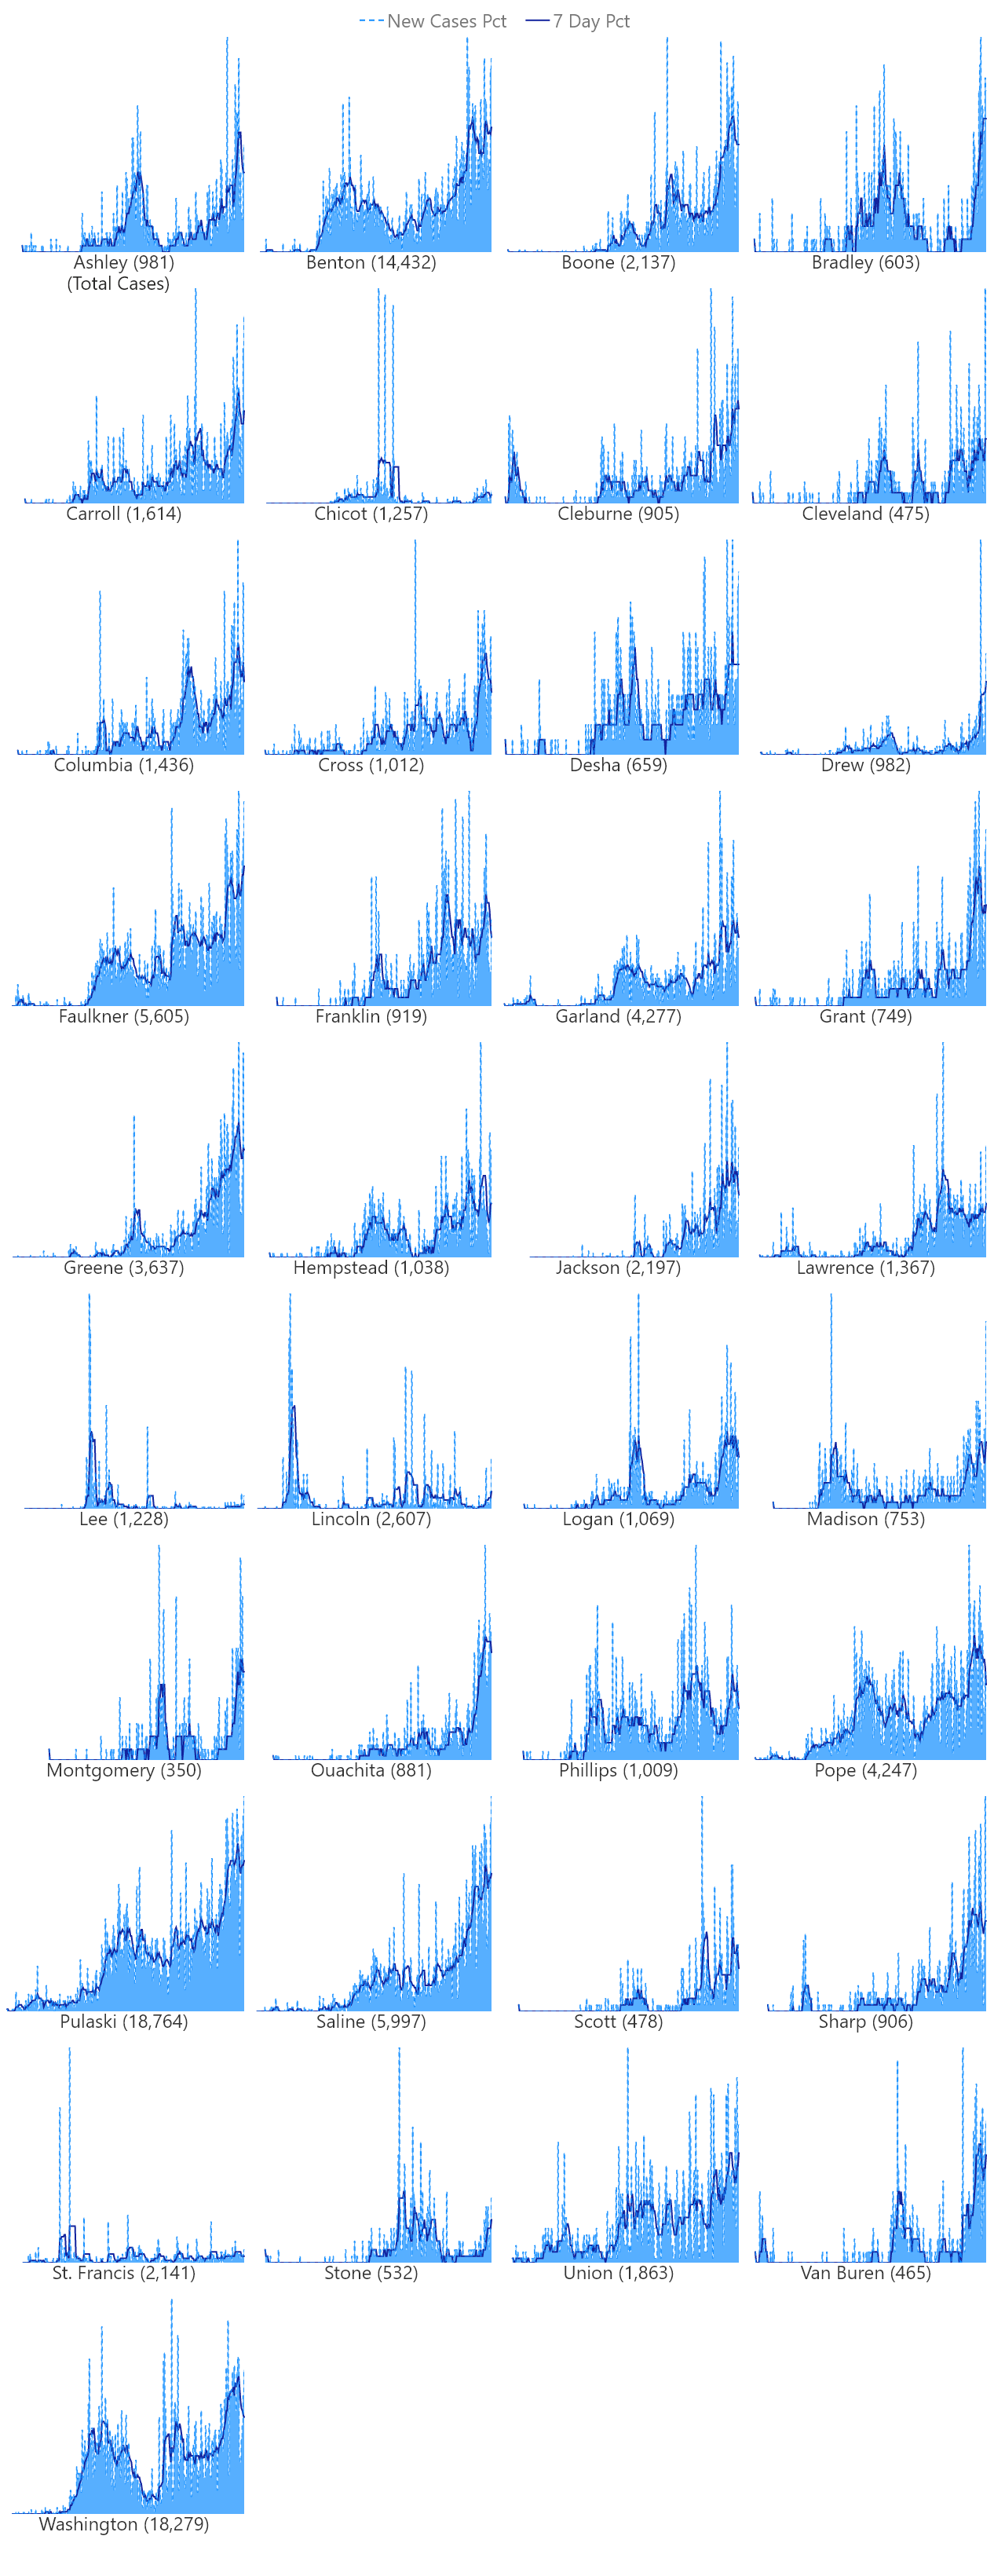 New Cases Pct 7 Day Pct
Ashley (981) Benton (14,432) Boone (2,137) Bradley (603)
(Total Cases)
Carroll (1,614) Chicot (1,257) Cleburne (905) Cleveland (475)
Columbia (1,436) Cross (1,012) Desha (659) Drew (982)
Faulkner (5,605) Franklin (919) Garland (4,277) Grant (749)
Greene (3,637) Hempstead (1,038) Jackson (2,197) Lawrence (1,367)
Lee (1,228) Lincoln (2,607) Logan (1,069) Madison (753)
Montgomery (350) Ouachita (881) Phillips (1,009) Pope (4,247)
Pulaski (18,764) Saline (5,997) Scott (478) Sharp (906)
St. Francis (2,141) Stone (532) Union (1,863) Van Buren (465)
Washington (18,279)